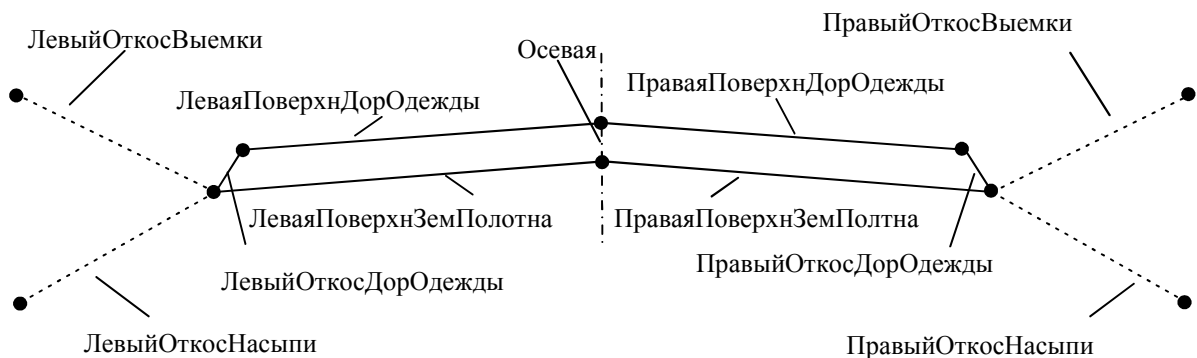 ЛевыйОткосВыемки
ПравыйОткосВыемки
Осевая
ЛеваяПоверхнДорОдежды
ПраваяПоверхнДорОдежды
ЛеваяПоверхнЗемПолотна
ПраваяПоверхнЗемПолтна
ЛевыйОткосДорОдежды
ПравыйОткосДорОдежды
ЛевыйОткосНасыпи
ПравыйОткосНасыпи